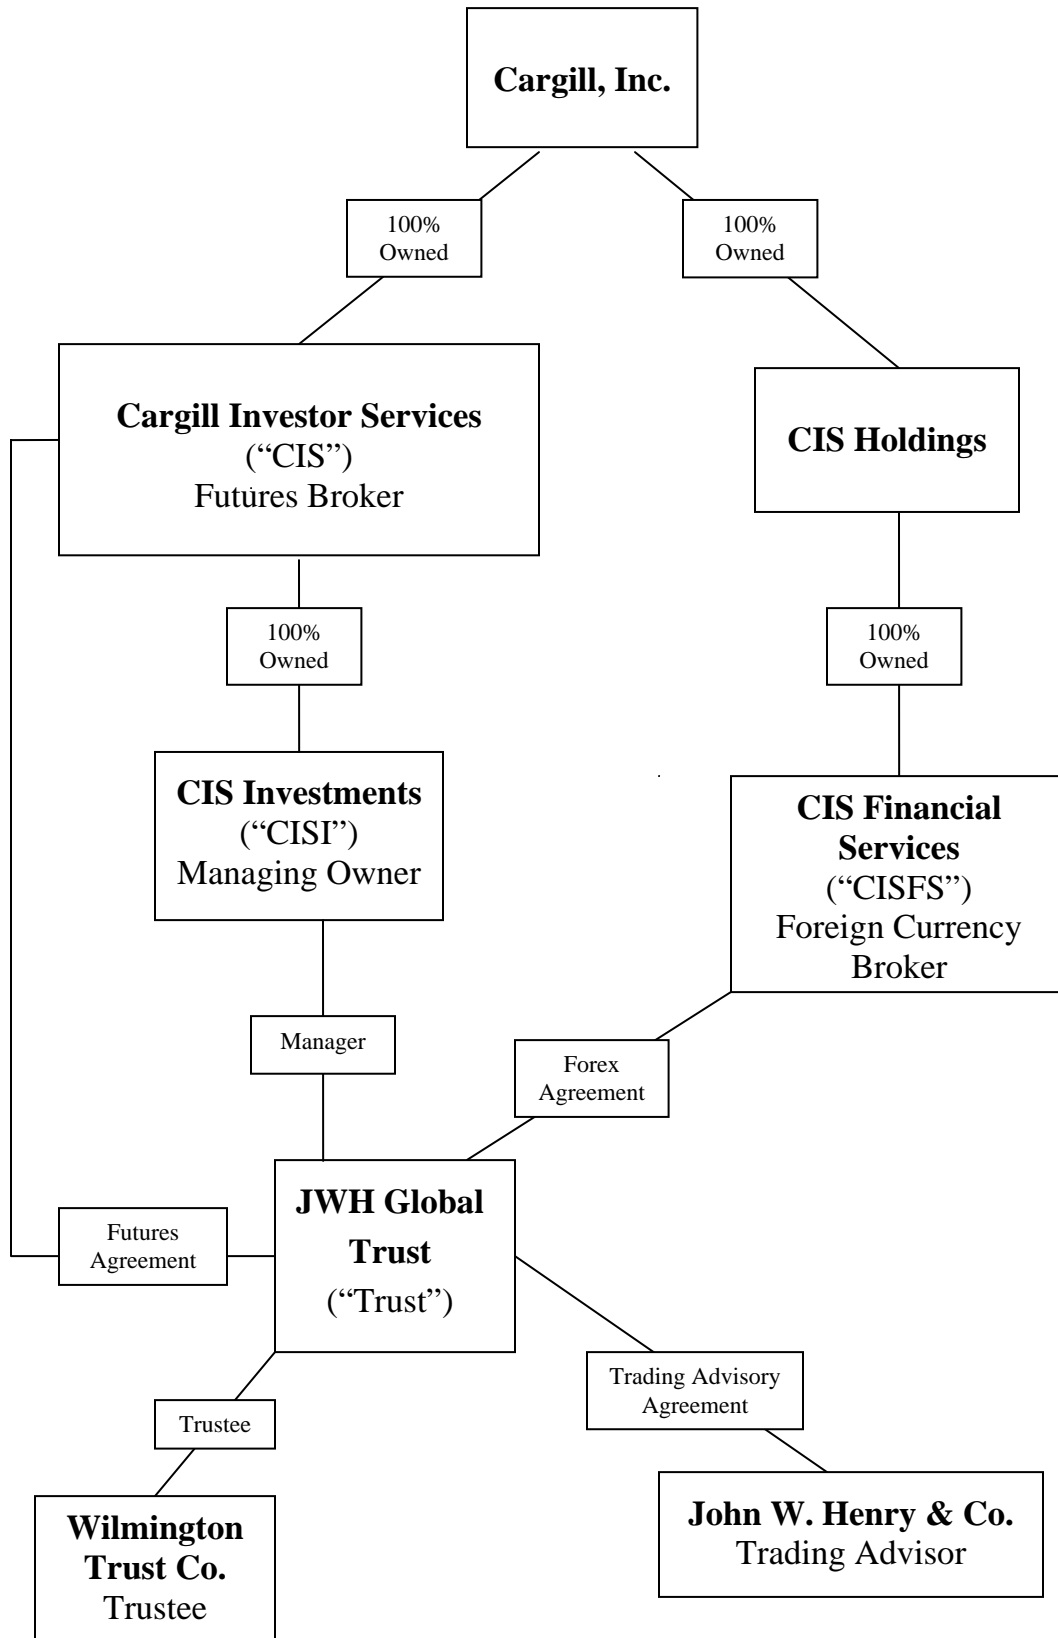 Cargill, Inc.
100%
Owned
100%
Owned
Cargill Investor Services
(“CIS”)
Futures Broker
CIS Holdings
100%
Owned
100%
Owned
CIS Investments
(“CISI”)
Managing Owner
CIS Financial
Services
(“CISFS”)
Foreign Currency
Broker
Manager
Forex
Agreement
JWH Global
Trust
(“Trust”)
Futures
Agreement
Trading Advisory
Agreement
Trustee
Wilmington
Trust Co.
Trustee
John W. Henry & Co.
Trading Advisor